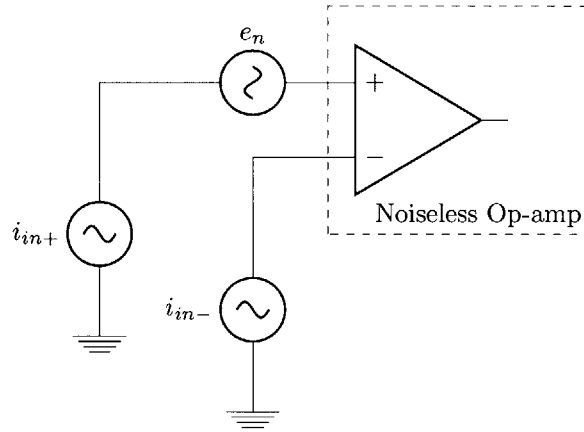 e_n
+
−
Noiseless Op-amp
i_{in+}
i_{in−}